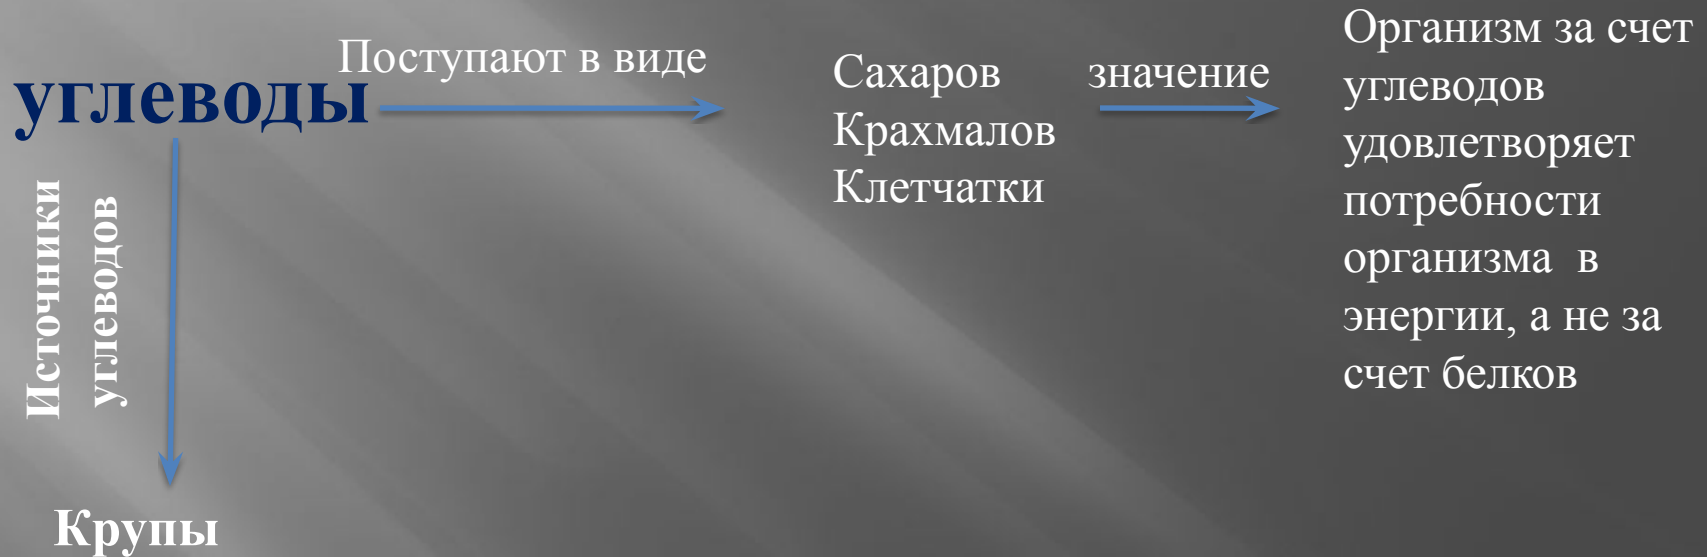 углеводы
Поступают в виде
Сахаров
Крахмалов
Клетчатки
значение
Организм за счет
углеводов
удовлетворяет
потребности
организма в
энергии, а не за
счет белков
Источники
углеводов
Крупы